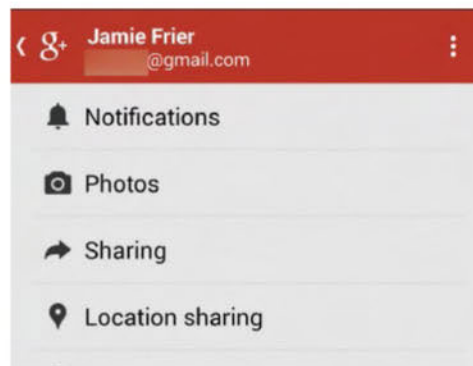 g+ Jamie Frier
@gmail.com
Notifications
Photos
Sharing
Location sharing